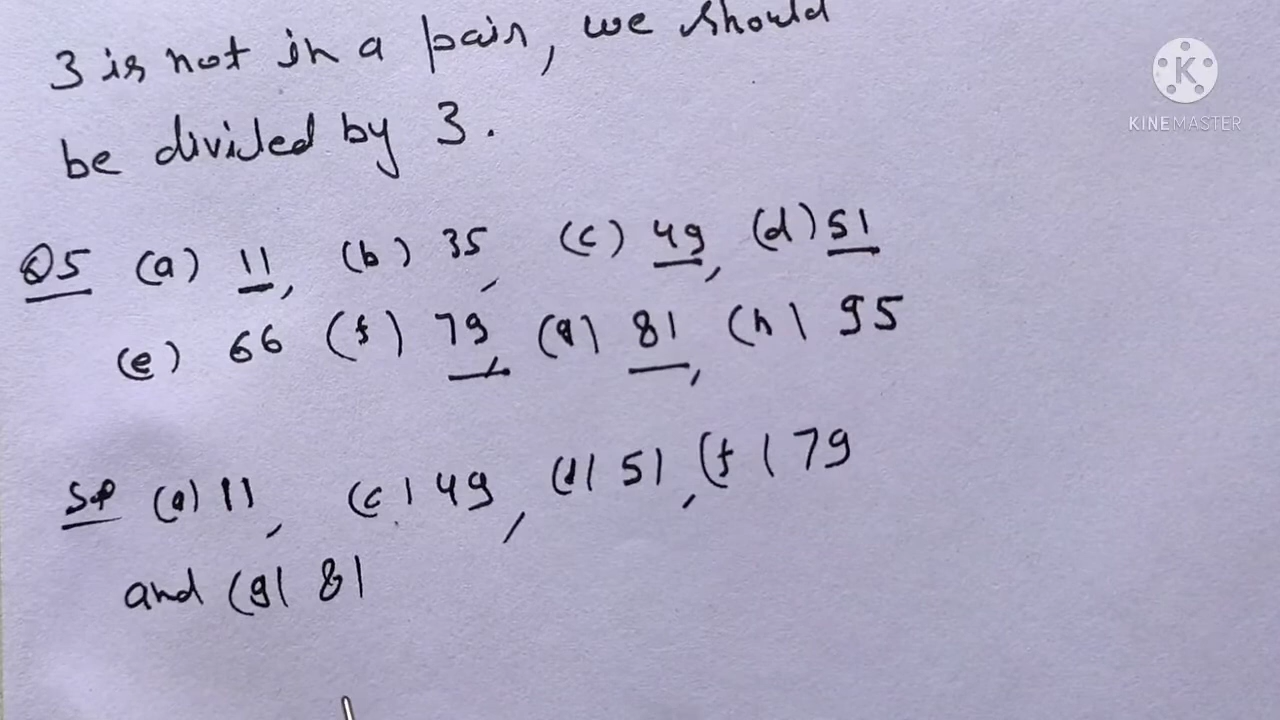 3 is not in a pair, we should
be divided by 3.
K
KINEMASTER
Q5 (a) 11, (b) 35, (c) 49, (d) 51
(e) 66 (f) 79, (g) 81, (h) 95
(a) 11, (c) 49, (d) 51, (f) 79
and (g) 81